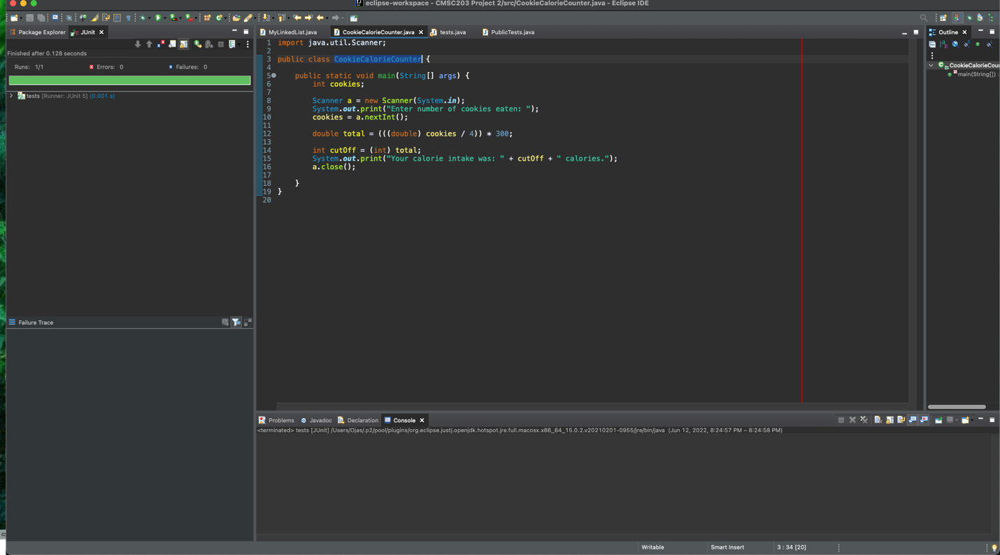 eclipse-workspace - CMSC203 Project 2/src/CookieCalorieCounter.java - Eclipse IDE
Package Explorer JUnit
Finished after 0.128 seconds
Runs: 1/1 Errors: 0 Failures: 0
tests [Runner: JUnit 5] (0.001 s)
Failure Trace
MyLinkedList.java CookieCalorieCounter.java tests.java PublicTests.java
1 import java.util.Scanner;
2
3 public class CookieCalorieCounter {
4
5 public static void main(String[] args) {
6 int cookies;
7
8 Scanner a = new Scanner(System.in);
9 System.out.print("Enter number of cookies eaten: ");
10 cookies = a.nextInt();
11
12 double total = (((double) cookies / 4)) * 300;
13
14 int cutOff = (int) total;
15 System.out.print("Your calorie intake was: " + cutOff + " calories.");
16 a.close();
17
18 }
19 }
20
Outline
CookieCalorieCou
main(String[]) :
Problems Javadoc Declaration Console
<terminated> tests [JUnit] /Users/Ojas/.p2/pool/plugins/org.eclipse.justj.openjdk.hotspot.jre.full.macosx.x86_64_15.0.2.v20210201-0955/jre/bin/java (Jun 12, 2022, 8:24:57 PM – 8:24:58 PM)
Writable Smart Insert 3 : 34 [20]